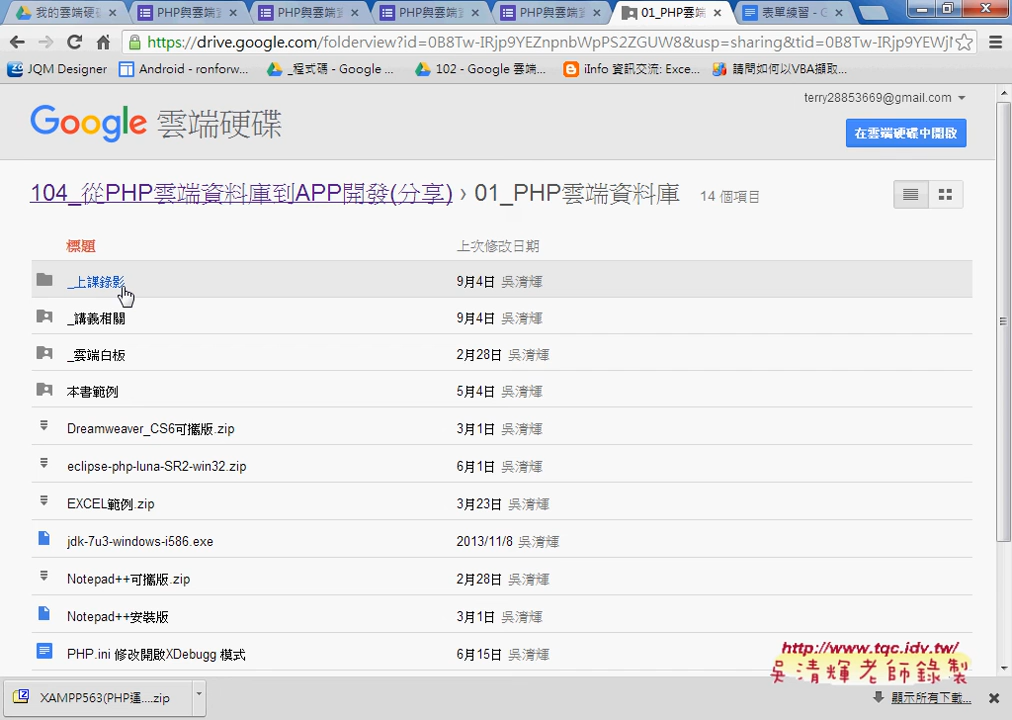 我的雲端硬碟
PHP與雲端
PHP與雲端資
PHP與雲端
PHP與雲端
01_PHP雲端
表單練習 - G
https://drive.google.com/folderview?id=0B8Tw-IRjp9YEZnpnbWpPS2ZGUW8&usp=sharing&tid=0B8Tw-IRjp9YEWj
JQM Designer
Android - ronforw...
_程式碼 - Google ...
102 - Google 雲端...
iInfo 資訊交流: Exce...
請問如何以VBA擷取...
terry28853669@gmail.com
Google 雲端硬碟
在雲端硬碟中開啟
104_從PHP雲端資料庫到APP開發(分享) › 01_PHP雲端資料庫 14 個項目
標題 上次修改日期
_上課錄影 9月4日 吳清輝
_講義相關 9月4日 吳清輝
_雲端白板 2月28日 吳清輝
本書範例 5月4日 吳清輝
Dreamweaver_CS6可攜版.zip 3月1日 吳清輝
eclipse-php-luna-SR2-win32.zip 6月1日 吳清輝
EXCEL範例.zip 3月23日 吳清輝
jdk-7u3-windows-i586.exe 2013/11/8 吳清輝
Notepad++可攜版.zip 2月28日 吳清輝
Notepad++安裝版 3月1日 吳清輝
PHP.ini 修改開啟XDebugg 模式 6月15日 吳清輝
http://www.tqc.idv.tw/
吳清輝老師錄製
XAMPP563(PHP運....zip
顯示所有下載...